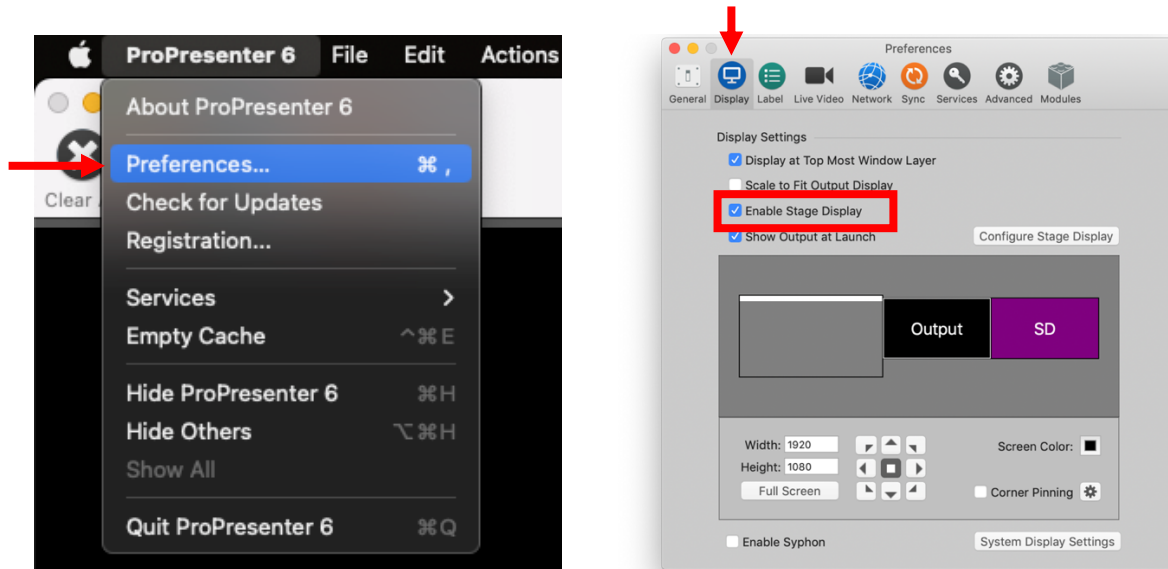 ProPresenter 6 File Edit Actions
About ProPresenter 6
Preferences... ⌘ ,
Clear
Check for Updates
Registration...
Services >
Empty Cache ^⌘E
Hide ProPresenter 6 ⌘H
Hide Others ⌥⌘H
Show All
Quit ProPresenter 6 ⌘Q
Preferences
General Display Label Live Video Network Sync Services Advanced Modules
Display Settings
Display at Top Most Window Layer
Scale to Fit Output Display
Enable Stage Display
Show Output at Launch Configure Stage Display
Output SD
Width: 1920
Height: 1080
Screen Color:
Full Screen
Corner Pinning
Enable Syphon System Display Settings